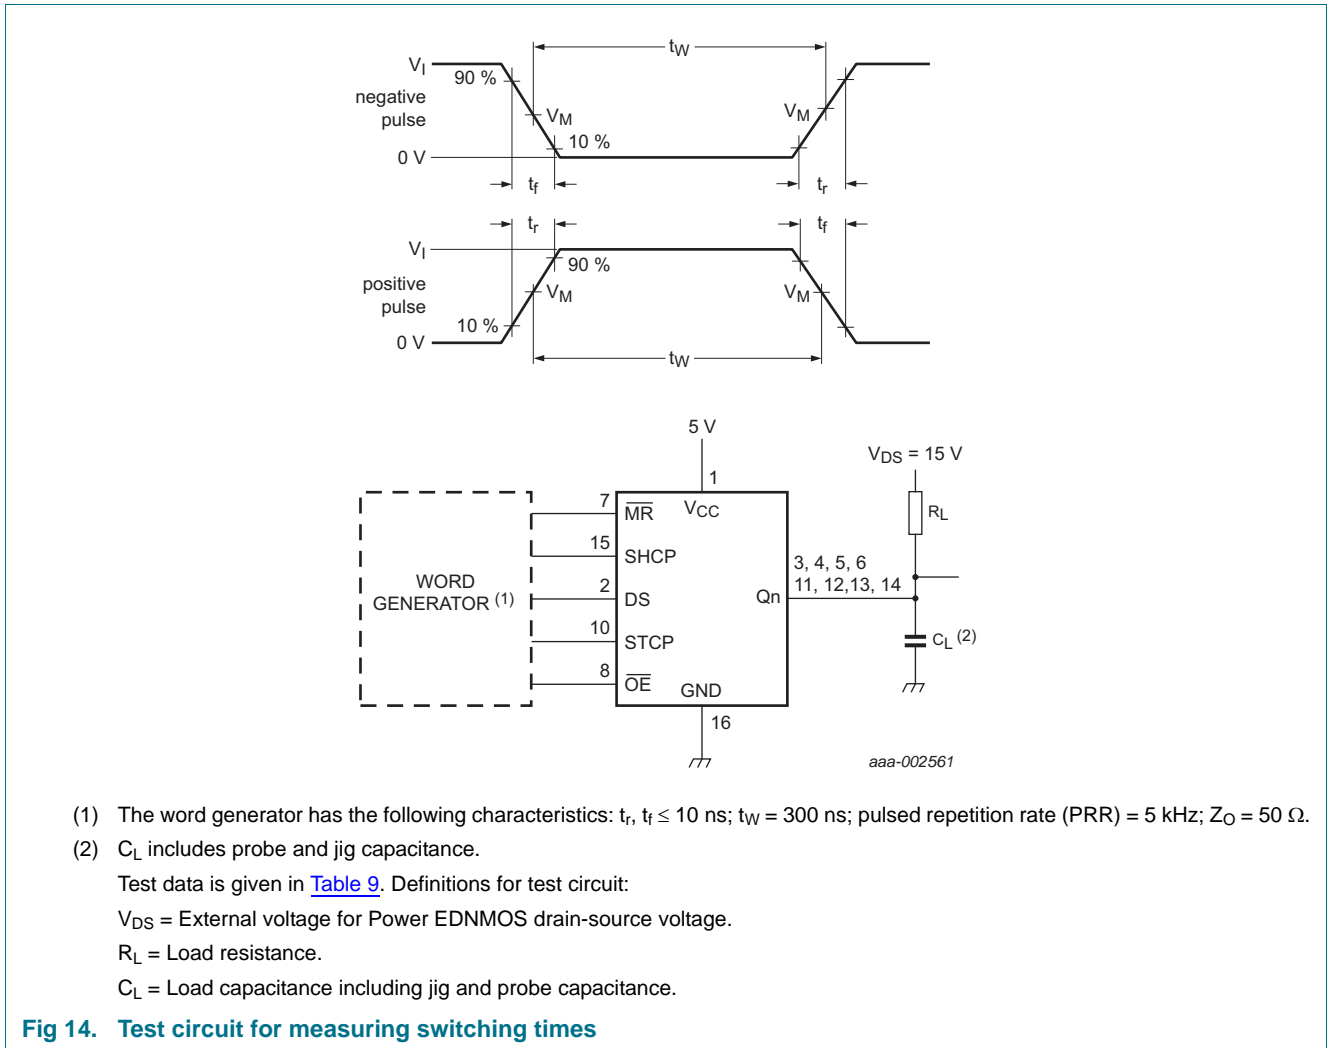 tW
VI
90 %
negative
pulse
VM
VM
10 %
0 V
tf
tr
tr
tf
VI
90 %
positive
pulse
VM
VM
10 %
0 V
tW
5 V
VDS = 15 V
1
7
MR
VCC
RL
15
SHCP
3, 4, 5, 6
WORD
GENERATOR (1)
2
DS
Qn
11, 12,13, 14
10
STCP
CL (2)
8
OE
GND
16
aaa-002561
(1) The word generator has the following characteristics: tr, tf ≤ 10 ns; tW = 300 ns; pulsed repetition rate (PRR) = 5 kHz; ZO = 50 Ω.
(2) CL includes probe and jig capacitance.
Test data is given in Table 9. Definitions for test circuit:
VDS = External voltage for Power EDNMOS drain-source voltage.
RL = Load resistance.
CL = Load capacitance including jig and probe capacitance.
Fig 14. Test circuit for measuring switching times